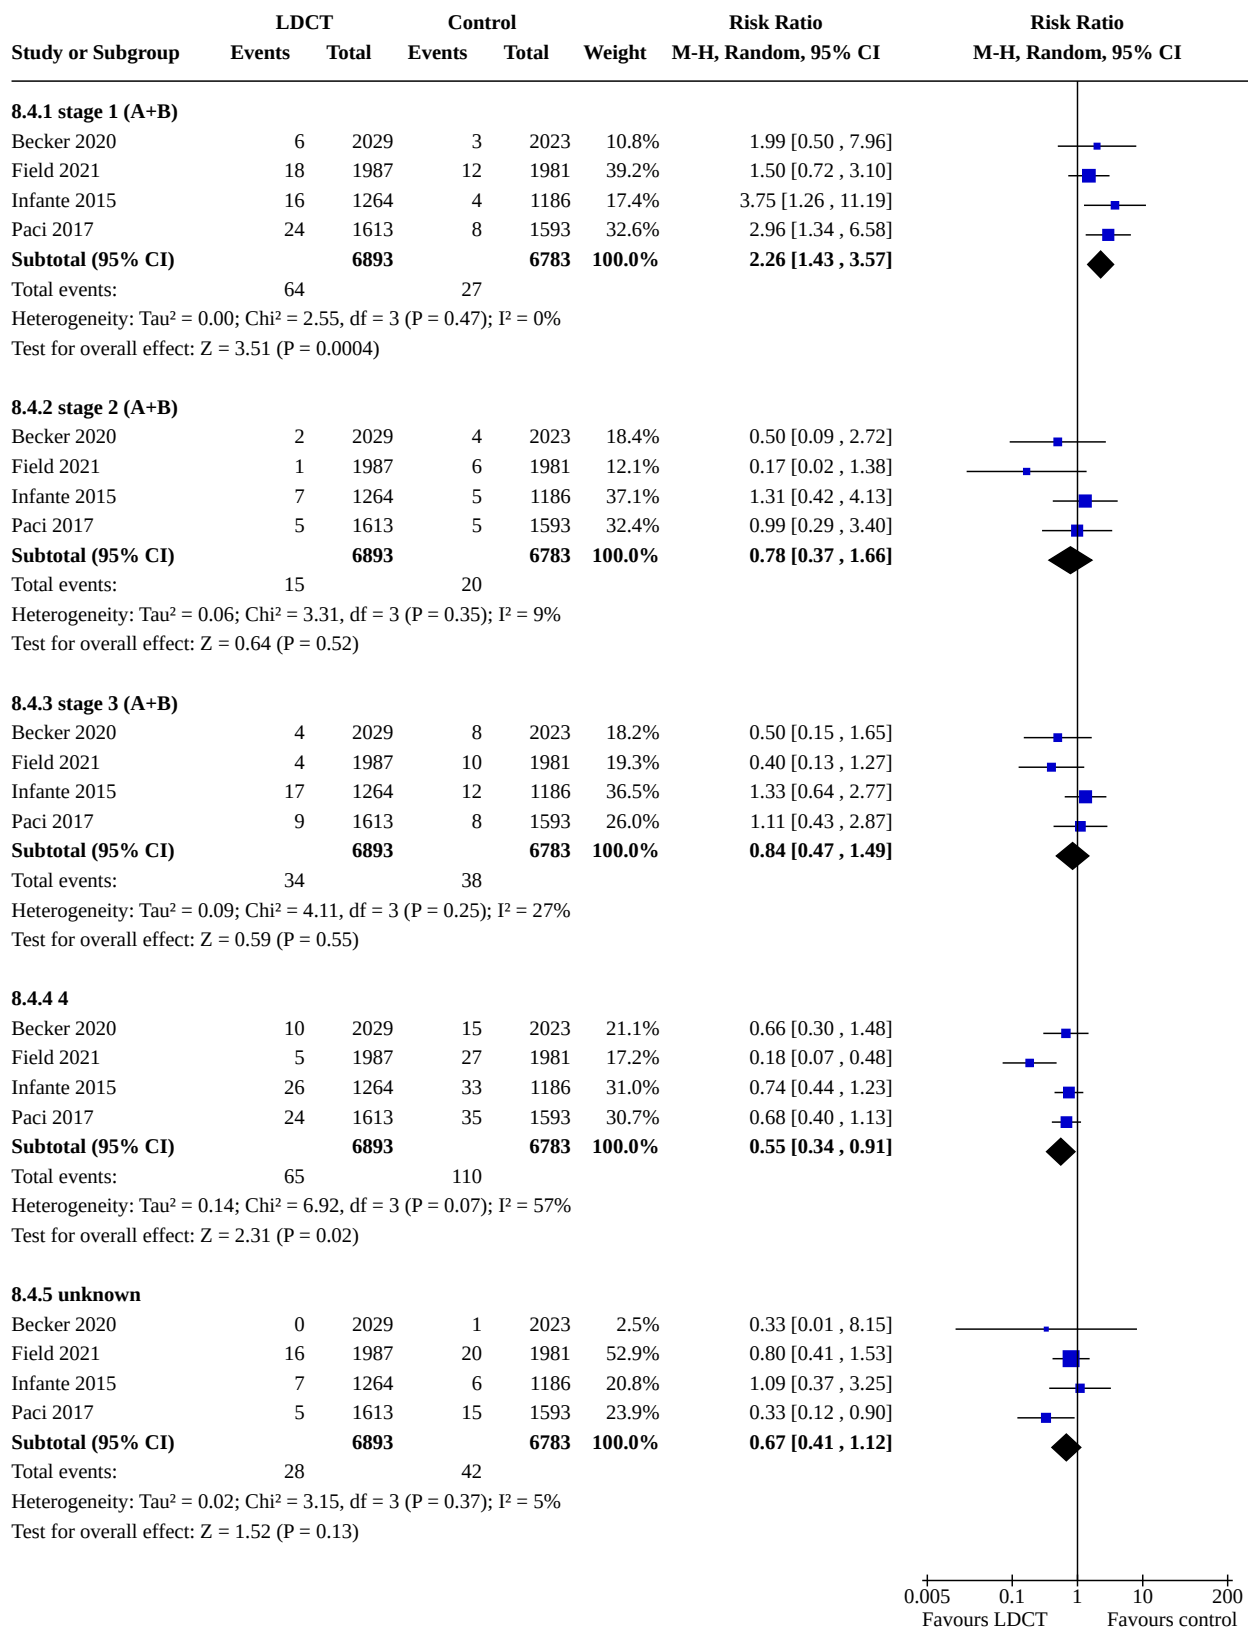 LDCT Control Risk Ratio Risk Ratio
Study or Subgroup Events Total Events Total Weight M-H, Random, 95% CI M-H, Random, 95% CI
8.4.1 stage 1 (A+B)
Becker 2020 6 2029 3 2023 10.8% 1.99 [0.50 , 7.96]
Field 2021 18 1987 12 1981 39.2% 1.50 [0.72 , 3.10]
Infante 2015 16 1264 4 1186 17.4% 3.75 [1.26 , 11.19]
Paci 2017 24 1613 8 1593 32.6% 2.96 [1.34 , 6.58]
Subtotal (95% CI) 6893 6783 100.0% 2.26 [1.43 , 3.57]
Total events: 64 27
Heterogeneity: Tau² = 0.00; Chi² = 2.55, df = 3 (P = 0.47); I² = 0%
Test for overall effect: Z = 3.51 (P = 0.0004)
8.4.2 stage 2 (A+B)
Becker 2020 2 2029 4 2023 18.4% 0.50 [0.09 , 2.72]
Field 2021 1 1987 6 1981 12.1% 0.17 [0.02 , 1.38]
Infante 2015 7 1264 5 1186 37.1% 1.31 [0.42 , 4.13]
Paci 2017 5 1613 5 1593 32.4% 0.99 [0.29 , 3.40]
Subtotal (95% CI) 6893 6783 100.0% 0.78 [0.37 , 1.66]
Total events: 15 20
Heterogeneity: Tau² = 0.06; Chi² = 3.31, df = 3 (P = 0.35); I² = 9%
Test for overall effect: Z = 0.64 (P = 0.52)
8.4.3 stage 3 (A+B)
Becker 2020 4 2029 8 2023 18.2% 0.50 [0.15 , 1.65]
Field 2021 4 1987 10 1981 19.3% 0.40 [0.13 , 1.27]
Infante 2015 17 1264 12 1186 36.5% 1.33 [0.64 , 2.77]
Paci 2017 9 1613 8 1593 26.0% 1.11 [0.43 , 2.87]
Subtotal (95% CI) 6893 6783 100.0% 0.84 [0.47 , 1.49]
Total events: 34 38
Heterogeneity: Tau² = 0.09; Chi² = 4.11, df = 3 (P = 0.25); I² = 27%
Test for overall effect: Z = 0.59 (P = 0.55)
8.4.4 4
Becker 2020 10 2029 15 2023 21.1% 0.66 [0.30 , 1.48]
Field 2021 5 1987 27 1981 17.2% 0.18 [0.07 , 0.48]
Infante 2015 26 1264 33 1186 31.0% 0.74 [0.44 , 1.23]
Paci 2017 24 1613 35 1593 30.7% 0.68 [0.40 , 1.13]
Subtotal (95% CI) 6893 6783 100.0% 0.55 [0.34 , 0.91]
Total events: 65 110
Heterogeneity: Tau² = 0.14; Chi² = 6.92, df = 3 (P = 0.07); I² = 57%
Test for overall effect: Z = 2.31 (P = 0.02)
8.4.5 unknown
Becker 2020 0 2029 1 2023 2.5% 0.33 [0.01 , 8.15]
Field 2021 16 1987 20 1981 52.9% 0.80 [0.41 , 1.53]
Infante 2015 7 1264 6 1186 20.8% 1.09 [0.37 , 3.25]
Paci 2017 5 1613 15 1593 23.9% 0.33 [0.12 , 0.90]
Subtotal (95% CI) 6893 6783 100.0% 0.67 [0.41 , 1.12]
Total events: 28 42
Heterogeneity: Tau² = 0.02; Chi² = 3.15, df = 3 (P = 0.37); I² = 5%
Test for overall effect: Z = 1.52 (P = 0.13)
0.005 0.1 1 10 200
Favours LDCT Favours control